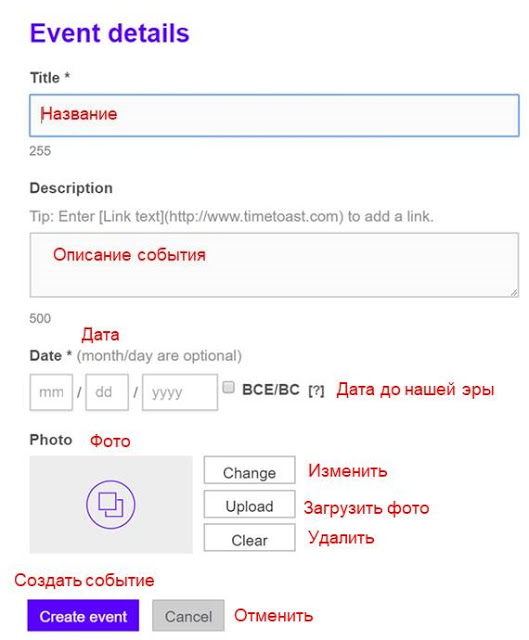 Event details
Title *
Название
255
Description
Tip: Enter [Link text](http://www.timetoast.com) to add a link.
Описание события
500
Дата
Date * (month/day are optional)
mm / dd / yyyy BCE/BC [?] Дата до нашей эры
Photo Фото
Change Изменить
Upload Загрузить фото
Clear Удалить
Создать событие
Create event Cancel Отменить